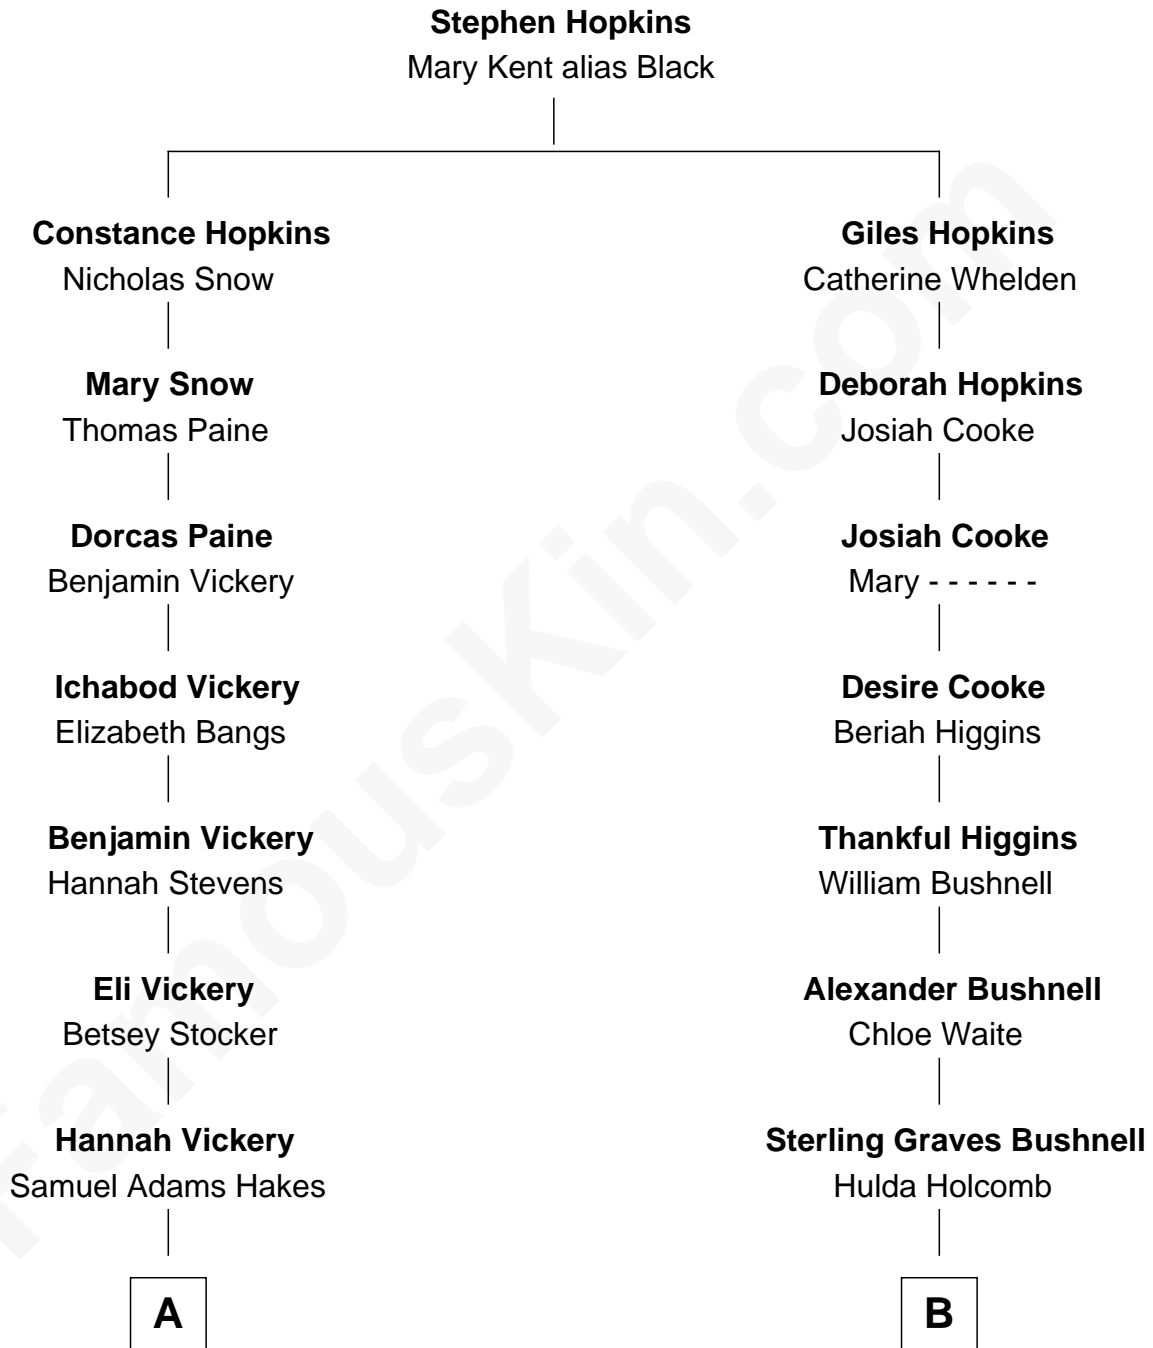 Stephen Hopkins
Mary Kent alias Black
Constance Hopkins
Nicholas Snow
Giles Hopkins
Catherine Whelden
Mary Snow
Thomas Paine
Deborah Hopkins
Josiah Cooke
Dorcas Paine
Benjamin Vickery
Josiah Cooke
Mary - - - - - -
Ichabod Vickery
Elizabeth Bangs
Desire Cooke
Beriah Higgins
Benjamin Vickery
Hannah Stevens
Thankful Higgins
William Bushnell
Eli Vickery
Betsey Stocker
Alexander Bushnell
Chloe Waite
Hannah Vickery
Samuel Adams Hakes
Sterling Graves Bushnell
Hulda Holcomb
A
B
FamousKin.com